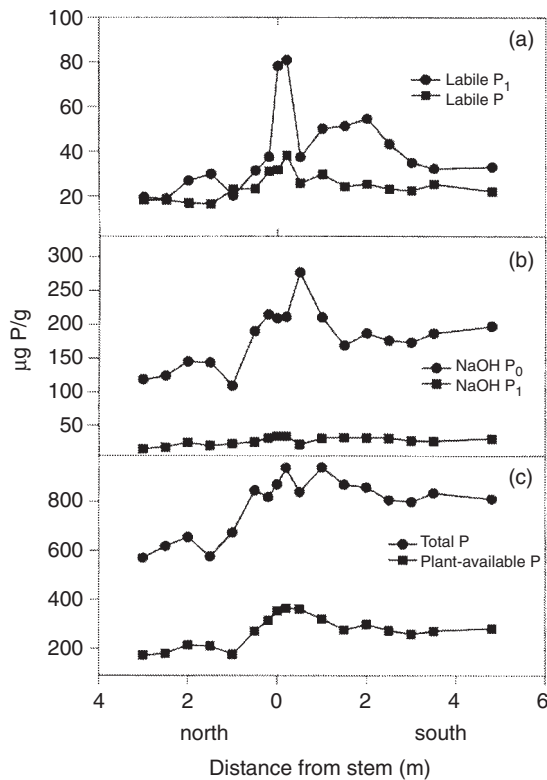 100
80
60
40
20
(a)
Labile P₁
Labile P
300
250
200
150
100
50
(b)
NaOH P₀
NaOH P₁
µg P/g
800
600
400
200
(c)
Total P
Plant-available P
4 2 0 2 4 6
north south
Distance from stem (m)